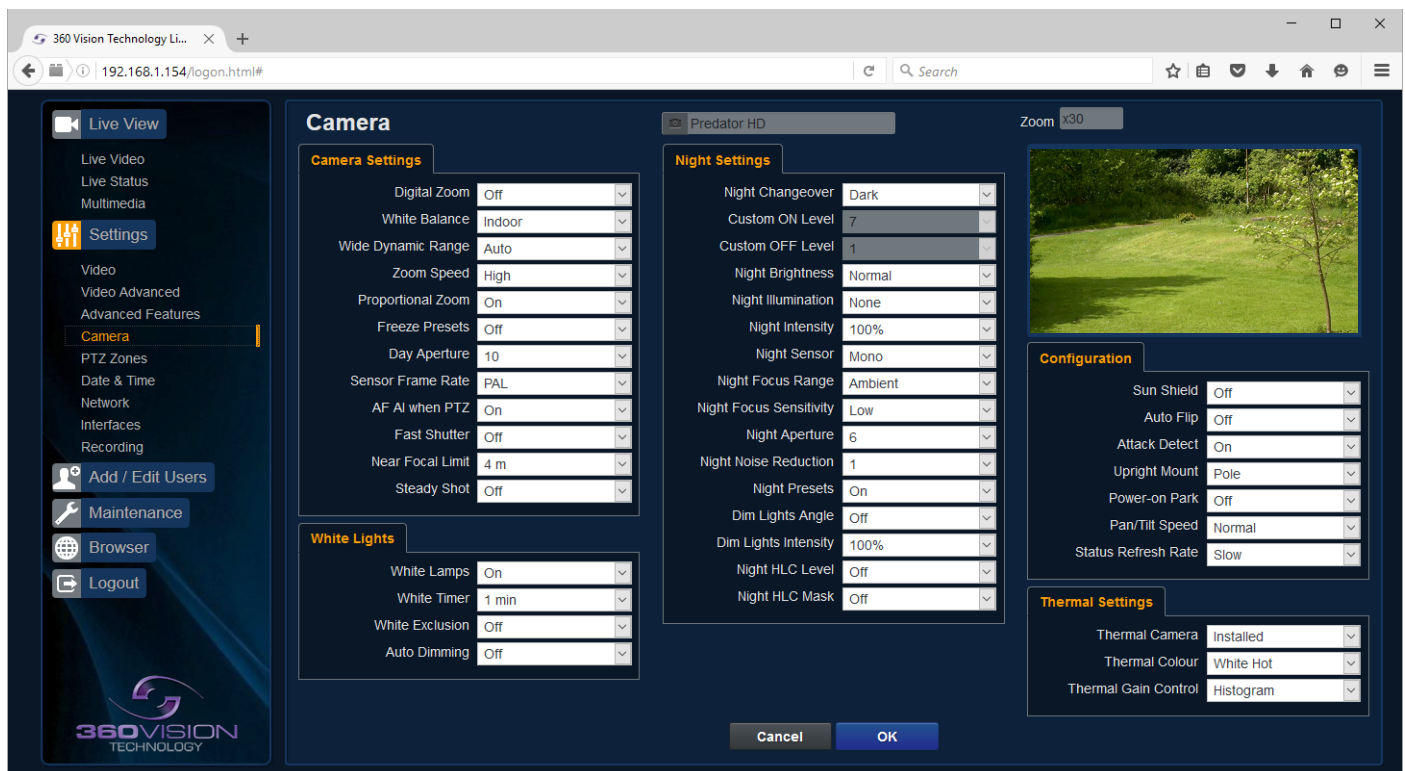 360 Vision Technology Li...
192.168.1.154/logon.html#
Search
Live View
Live Video
Live Status
Multimedia
Settings
Video
Video Advanced
Advanced Features
Camera
PTZ Zones
Date & Time
Network
Interfaces
Recording
Add / Edit Users
Maintenance
Browser
Logout
360VISION
TECHNOLOGY
Camera
Predator HD
Zoom x30
Camera Settings
Digital Zoom Off
White Balance Indoor
Wide Dynamic Range Auto
Zoom Speed High
Proportional Zoom On
Freeze Presets Off
Day Aperture 10
Sensor Frame Rate PAL
AF AI when PTZ On
Fast Shutter Off
Near Focal Limit 4 m
Steady Shot Off
White Lights
White Lamps On
White Timer 1 min
White Exclusion Off
Auto Dimming Off
Night Settings
Night Changeover Dark
Custom ON Level 7
Custom OFF Level 1
Night Brightness Normal
Night Illumination None
Night Intensity 100%
Night Sensor Mono
Night Focus Range Ambient
Night Focus Sensitivity Low
Night Aperture 6
Night Noise Reduction 1
Night Presets On
Dim Lights Angle Off
Dim Lights Intensity 100%
Night HLC Level Off
Night HLC Mask Off
Configuration
Sun Shield Off
Auto Flip Off
Attack Detect On
Upright Mount Pole
Power-on Park Off
Pan/Tilt Speed Normal
Status Refresh Rate Slow
Thermal Settings
Thermal Camera Installed
Thermal Colour White Hot
Thermal Gain Control Histogram
Cancel
OK